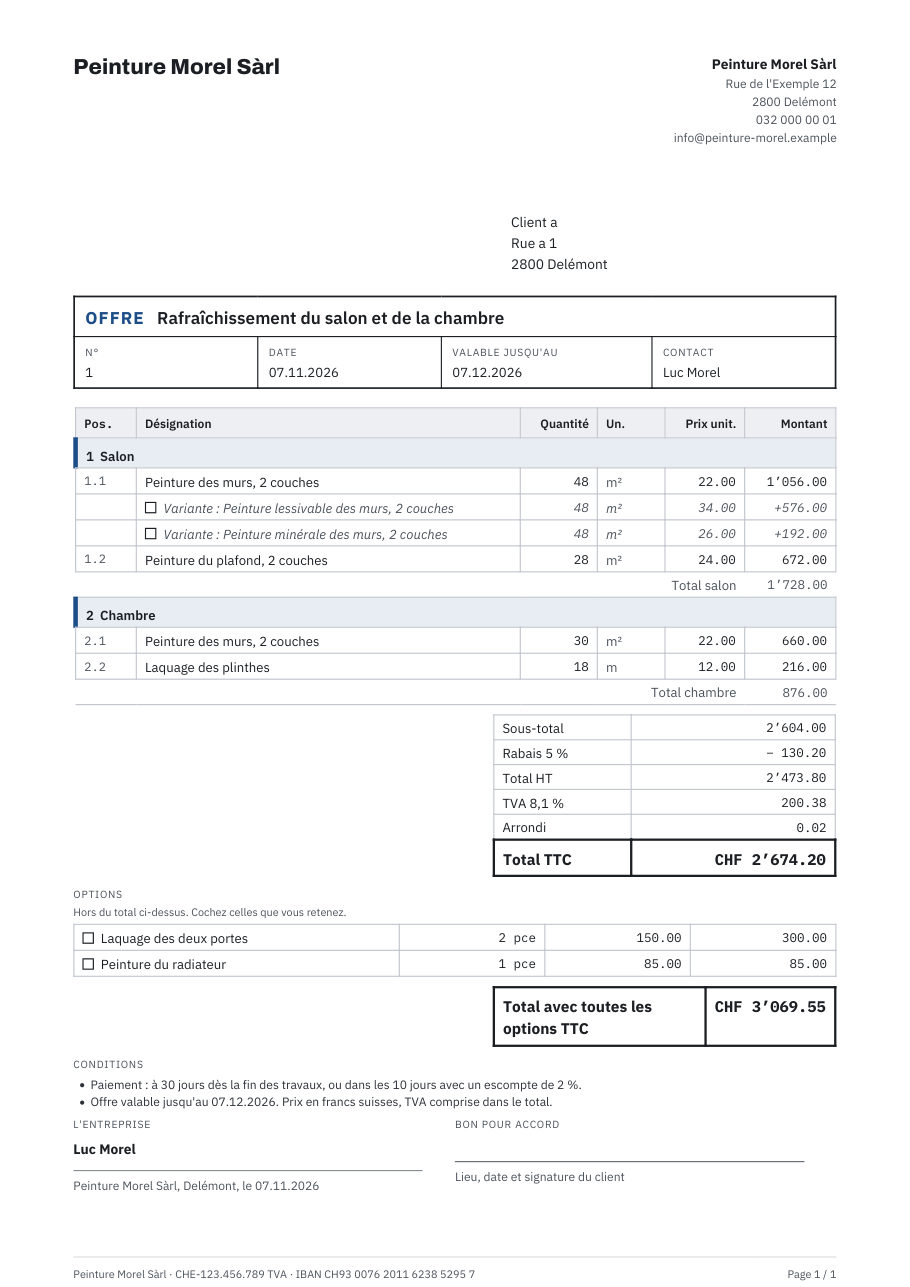 Peinture Morel Sàrl
Peinture Morel Sàrl
Rue de l'Exemple 12
2800 Delémont
032 000 00 01
info@peinture-morel.example
Client a
Rue a 1
2800 Delémont
OFFRE Rafraîchissement du salon et de la chambre
N° DATE VALABLE JUSQU'AU CONTACT
1 07.11.2026 07.12.2026 Luc Morel
Pos. Désignation Quantité Un. Prix unit. Montant
1 Salon
1.1 Peinture des murs, 2 couches 48 m² 22.00 1’056.00
☐ Variante : Peinture lessivable des murs, 2 couches 48 m² 34.00 +576.00
☐ Variante : Peinture minérale des murs, 2 couches 48 m² 26.00 +192.00
1.2 Peinture du plafond, 2 couches 28 m² 24.00 672.00
Total salon 1’728.00
2 Chambre
2.1 Peinture des murs, 2 couches 30 m² 22.00 660.00
2.2 Laquage des plinthes 18 m 12.00 216.00
Total chambre 876.00
Sous-total 2’604.00
Rabais 5 % – 130.20
Total HT 2’473.80
TVA 8,1 % 200.38
Arrondi 0.02
Total TTC CHF 2’674.20
OPTIONS
Hors du total ci-dessus. Cochez celles que vous retenez.
☐ Laquage des deux portes 2 pce 150.00 300.00
☐ Peinture du radiateur 1 pce 85.00 85.00
Total avec toutes les CHF 3’069.55
options TTC
CONDITIONS
• Paiement : à 30 jours dès la fin des travaux, ou dans les 10 jours avec un escompte de 2 %.
• Offre valable jusqu'au 07.12.2026. Prix en francs suisses, TVA comprise dans le total.
L'ENTREPRISE BON POUR ACCORD
Luc Morel
Peinture Morel Sàrl, Delémont, le 07.11.2026 Lieu, date et signature du client
Peinture Morel Sàrl · CHE-123.456.789 TVA · IBAN CH93 0076 2011 6238 5295 7 Page 1 / 1